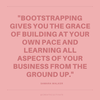 "BOOTSTRAPPING
GIVES YOU THE GRACE
OF BUILDING AT YOUR
OWN PACE AND
LEARNING ALL
ASPECTS OF YOUR
BUSINESS FROM THE
GROUND UP."